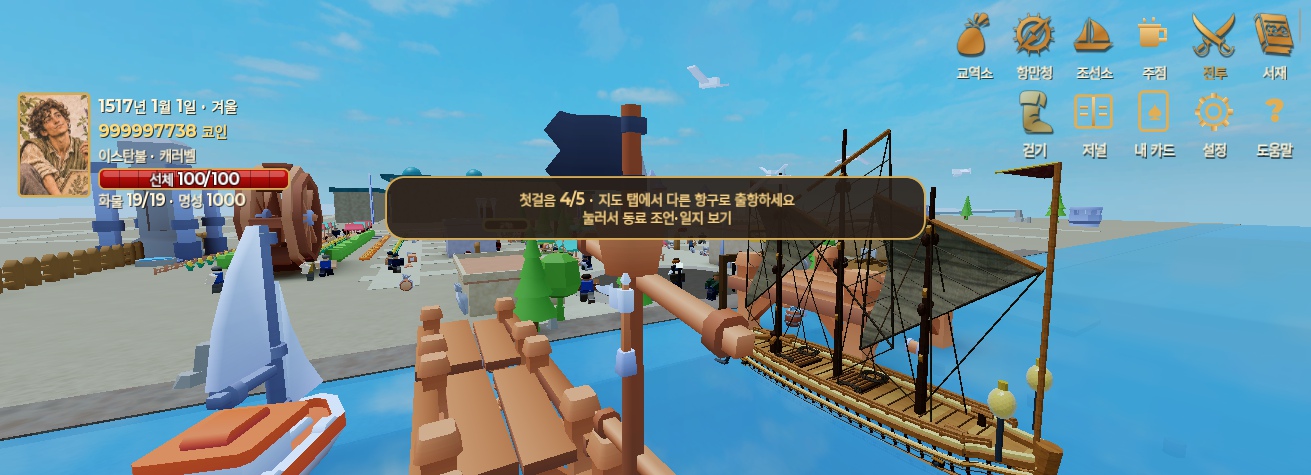 교역소 항만청 조선소 주점 전투 서재
걷기 저널 내 카드 설정 도움말
1517년 1월 1일 · 겨울
999997738 코인
이스탄불 · 캐러벨
선체 100/100
화물 19/19 · 명성 1000
첫걸음 4/5 · 지도 탭에서 다른 항구로 출항하세요
눌러서 동료 조언·일지 보기